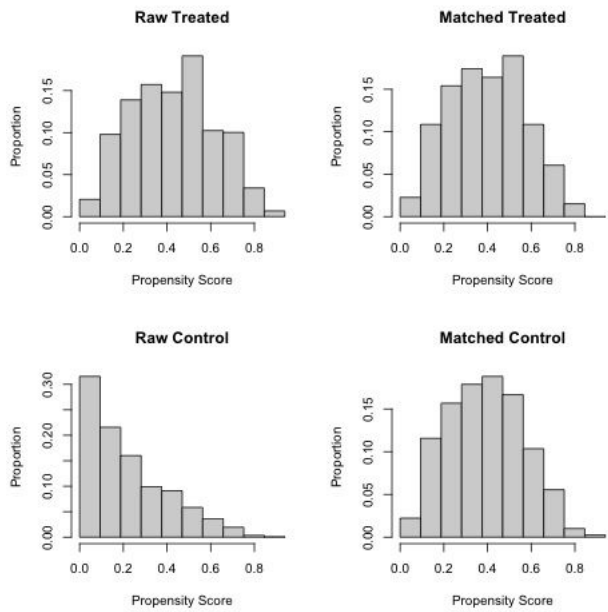 Raw Treated
Proportion
0.00 0.05 0.10 0.15
0.0 0.2 0.4 0.6 0.8
Propensity Score
Matched Treated
Proportion
0.00 0.05 0.10 0.15
0.0 0.2 0.4 0.6 0.8
Propensity Score
Raw Control
Proportion
0.00 0.10 0.20 0.30
0.0 0.2 0.4 0.6 0.8
Propensity Score
Matched Control
Proportion
0.00 0.05 0.10 0.15
0.0 0.2 0.4 0.6 0.8
Propensity Score